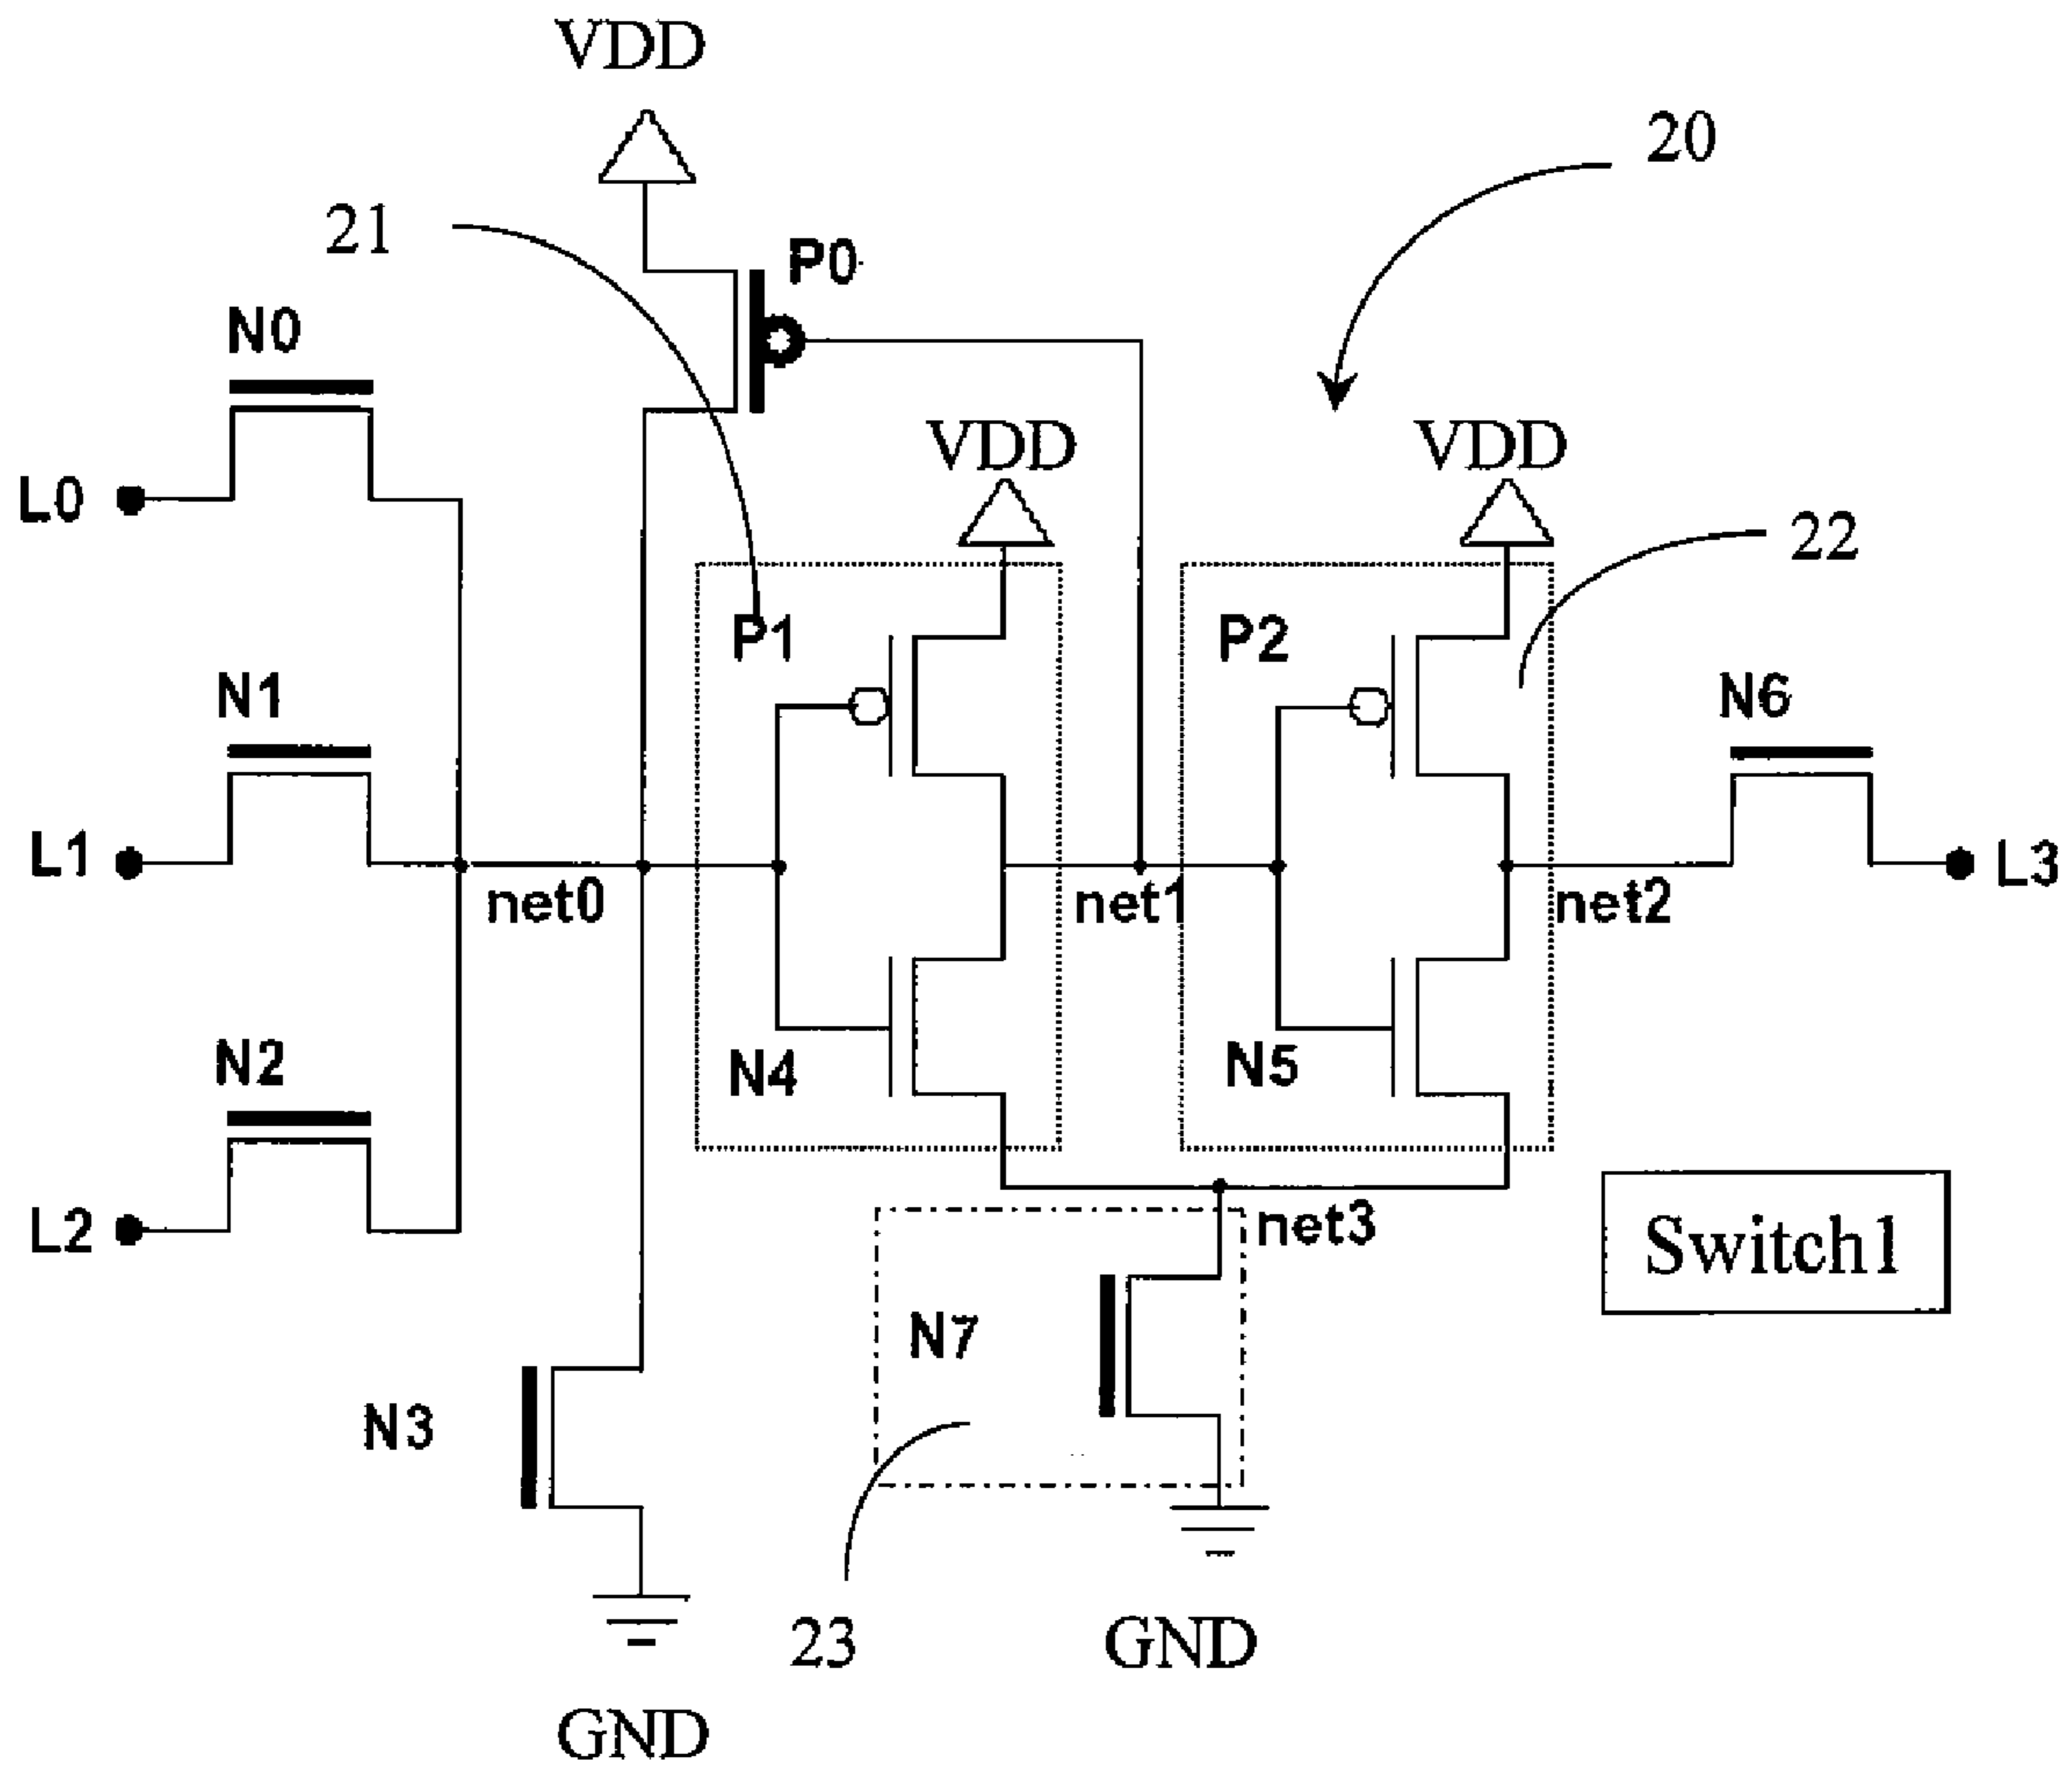 VDD
20
21
P0
N0
VDD
VDD
L0
22
P1
P2
N1
N6
L1
L3
net0
net1
net2
N2
N4
N5
L2
net3
Switch1
N7
N3
23
GND
GND